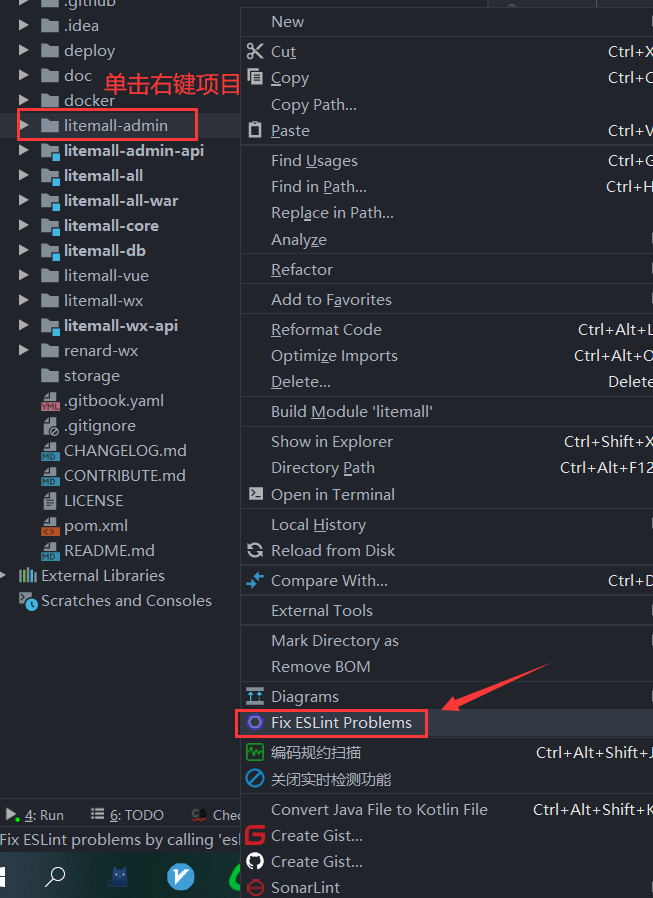 .github
.idea
deploy
doc
单击右键项目
docker
litemall-admin
litemall-admin-api
litemall-all
litemall-all-war
litemall-core
litemall-db
litemall-vue
litemall-wx
litemall-wx-api
renard-wx
storage
.gitbook.yaml
.gitignore
CHANGELOG.md
CONTRIBUTE.md
LICENSE
pom.xml
README.md
External Libraries
Scratches and Consoles
4: Run 6: TODO Chec
Fix ESLint problems by calling 'esl
New
Cut Ctrl+X
Copy Ctrl+C
Copy Path...
Paste Ctrl+V
Find Usages Ctrl+G
Find in Path... Ctrl+H
Replace in Path...
Analyze
Refactor
Add to Favorites
Reformat Code Ctrl+Alt+L
Optimize Imports Ctrl+Alt+O
Delete... Delete
Build Module 'litemall'
Show in Explorer Ctrl+Shift+X
Directory Path Ctrl+Alt+F12
Open in Terminal
Local History
Reload from Disk
Compare With... Ctrl+D
External Tools
Mark Directory as
Remove BOM
Diagrams
Fix ESLint Problems
编码规约扫描 Ctrl+Alt+Shift+J
关闭实时检测功能
Convert Java File to Kotlin File Ctrl+Alt+Shift+K
Create Gist...
Create Gist...
SonarLint